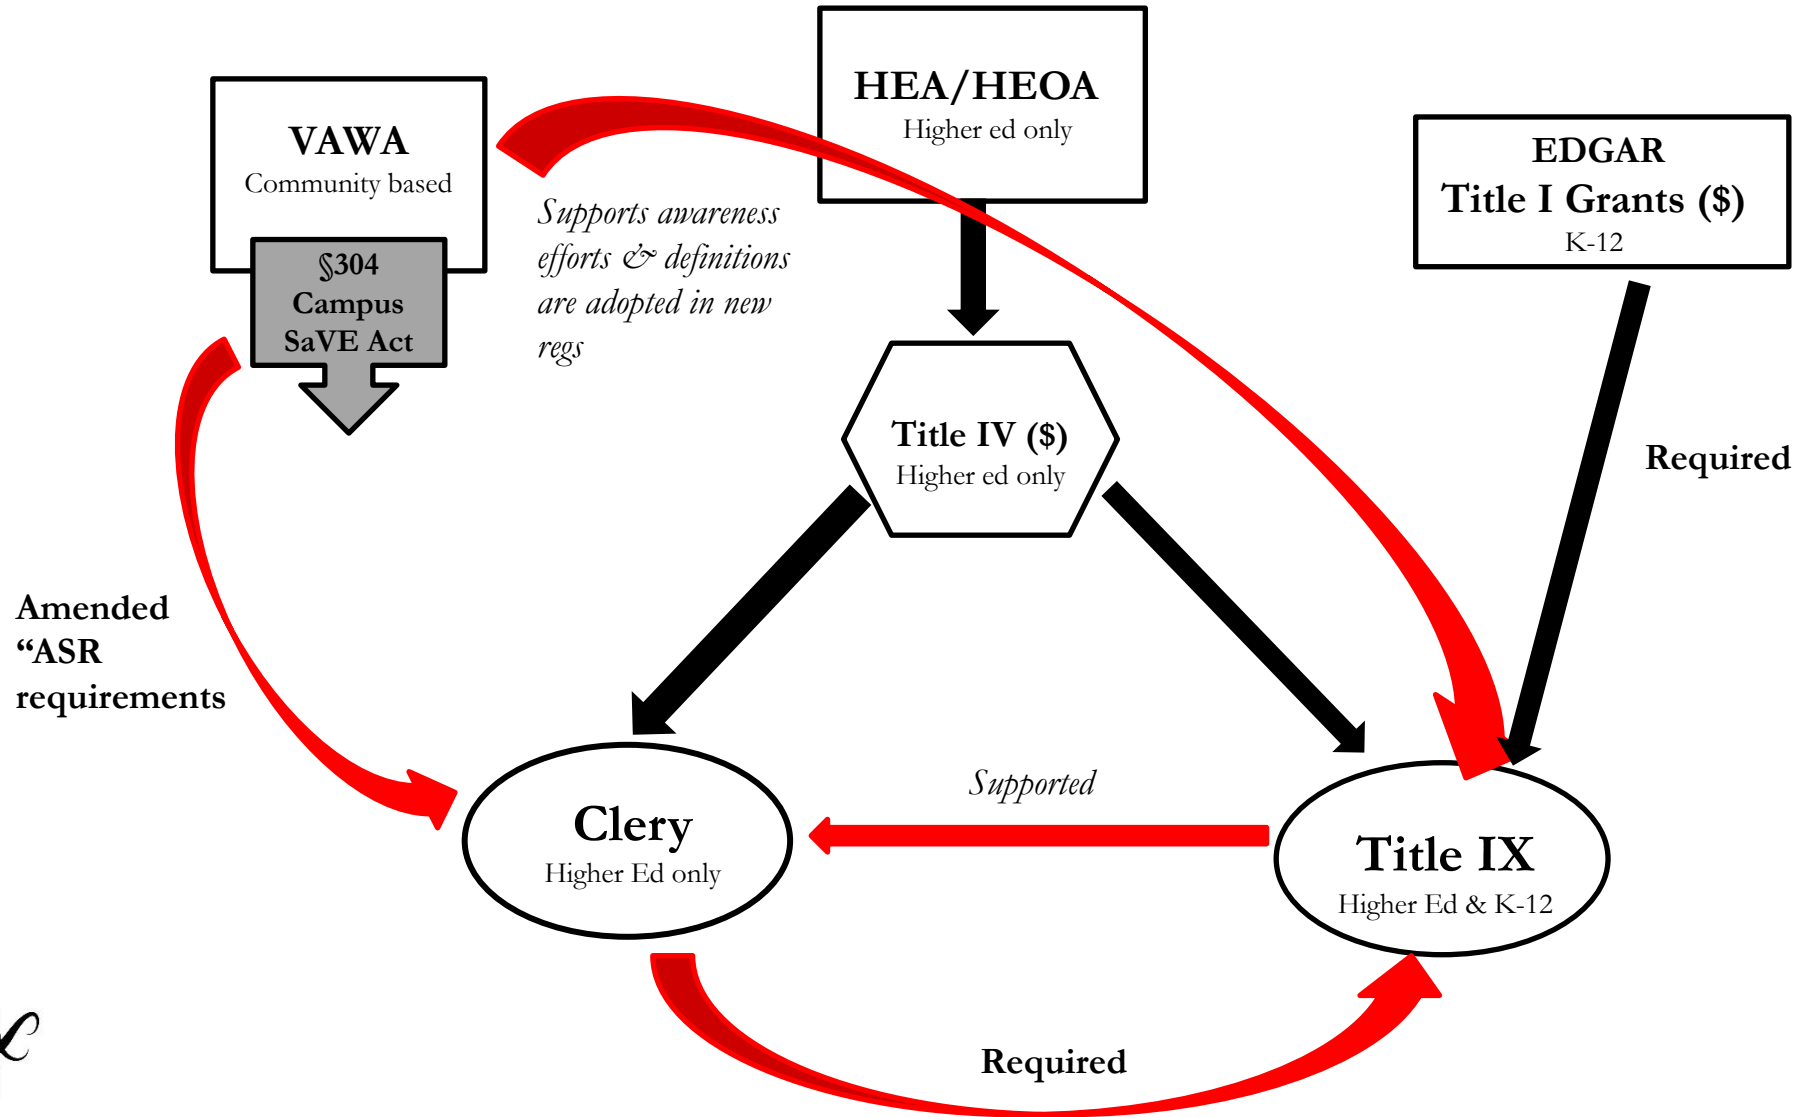 HEA/HEOA
Higher ed only
VAWA
Community based
EDGAR
Title I Grants ($)
K-12
§304
Campus
SaVE Act
Supports awareness
efforts & definitions
are adopted in new
regs
Title IV ($)
Higher ed only
Required
Amended
“ASR
requirements
Supported
Clery
Higher Ed only
Title IX
Higher Ed & K-12
Required